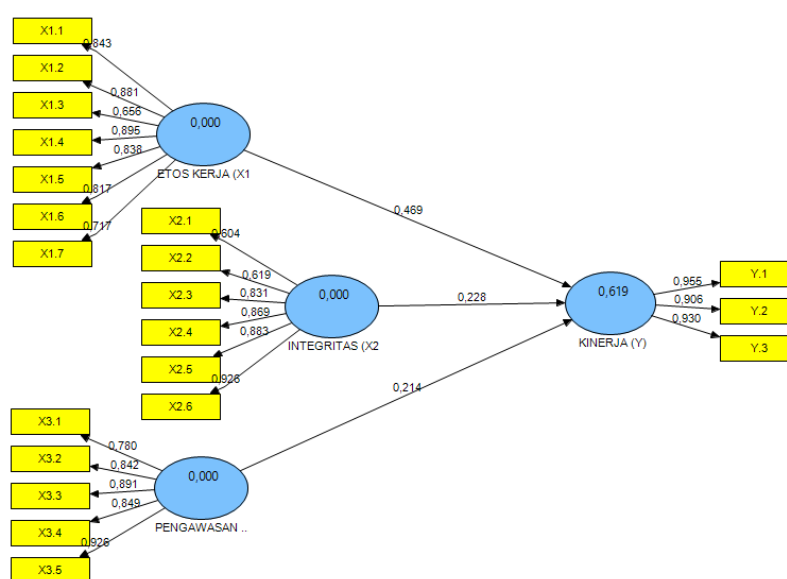 X1.1
0,843
X1.2
0,881
X1.3
0,656
X1.4
0,895
X1.5
0,838
X1.6
0,817
X1.7
0,717
0,000
ETOS KERJA (X1
0,469
X2.1
0,604
X2.2
0,619
X2.3
0,831
X2.4
0,869
X2.5
0,883
X2.6
0,926
0,000
INTEGRITAS (X2
0,228
X3.1
0,780
X3.2
0,842
X3.3
0,891
X3.4
0,849
X3.5
0,926
0,000
PENGAWASAN ..
0,214
0,619
KINERJA (Y)
0,955
Y.1
0,906
Y.2
0,930
Y.3